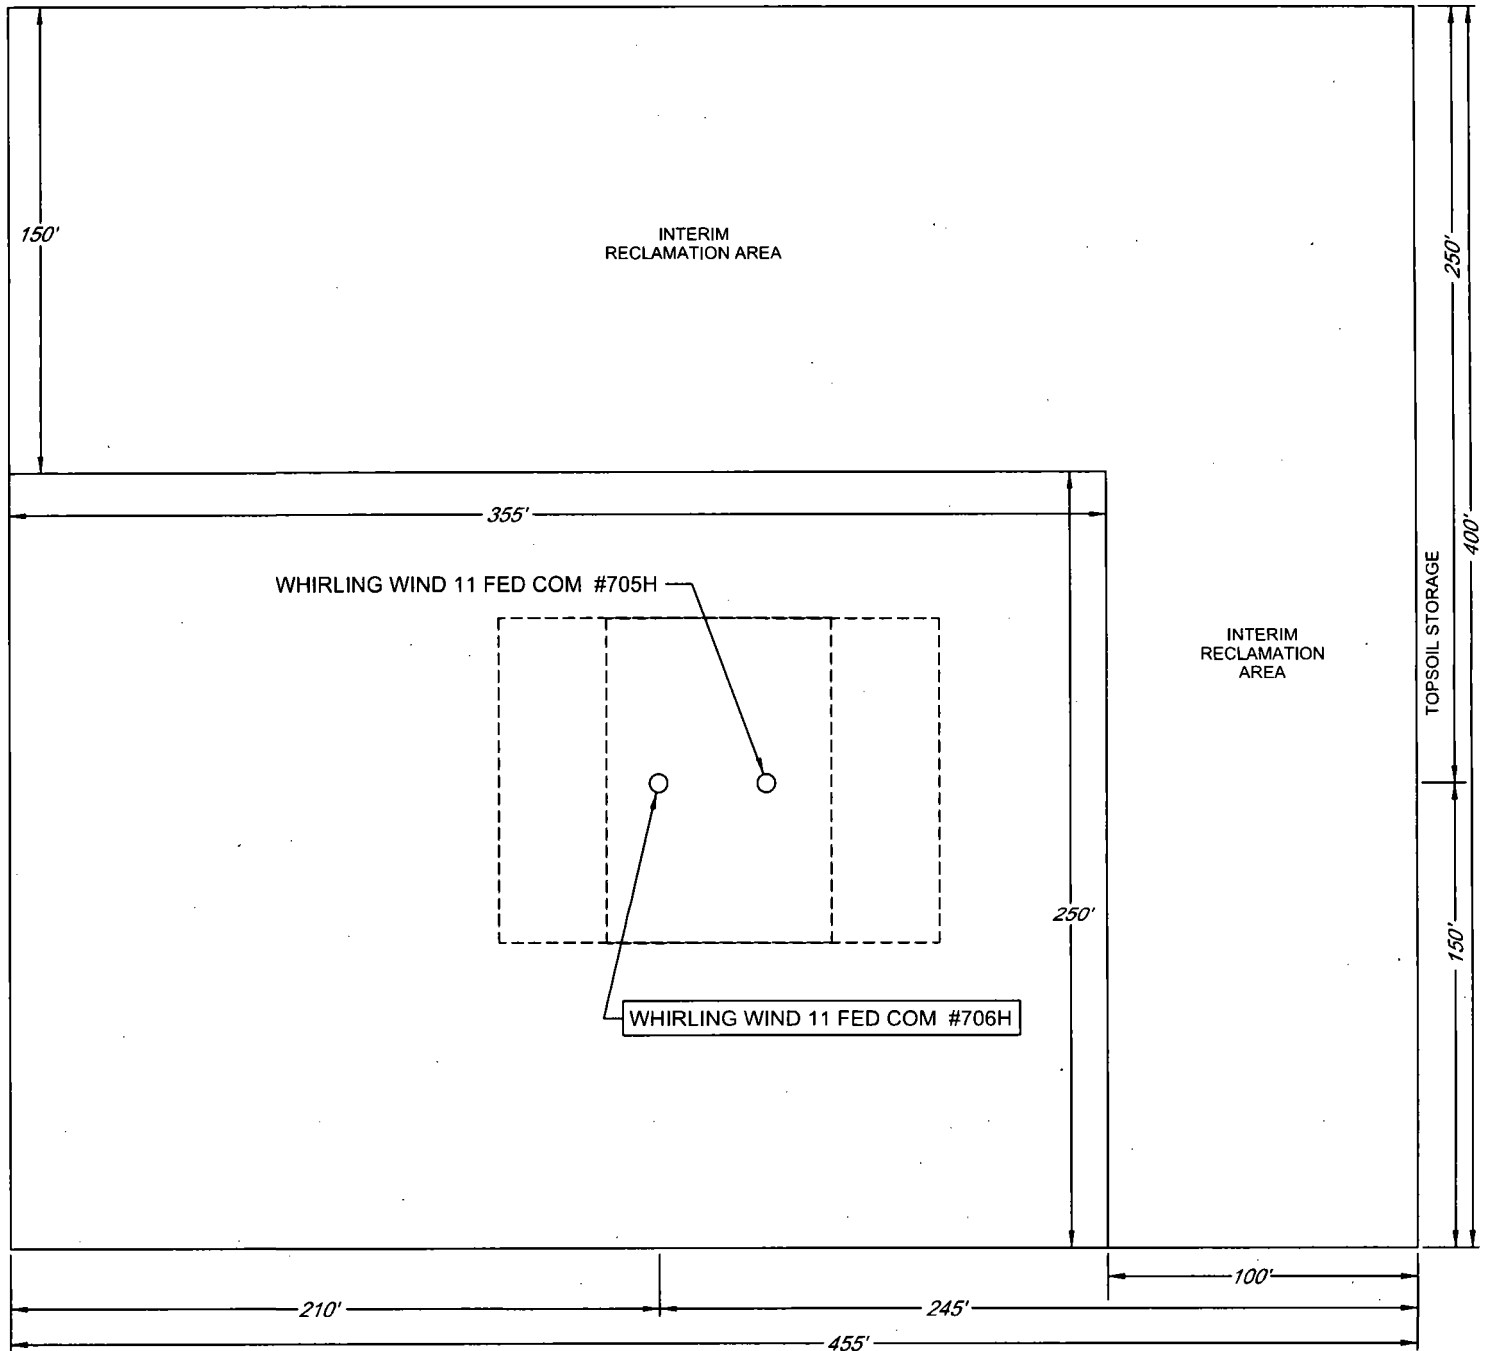 150'
INTERIM
RECLAMATION AREA
250'
400'
355'
TOPSOIL STORAGE
WHIRLING WIND 11 FED COM #705H
INTERIM
RECLAMATION
AREA
250'
150'
WHIRLING WIND 11 FED COM #706H
100'
210'
245'
455'